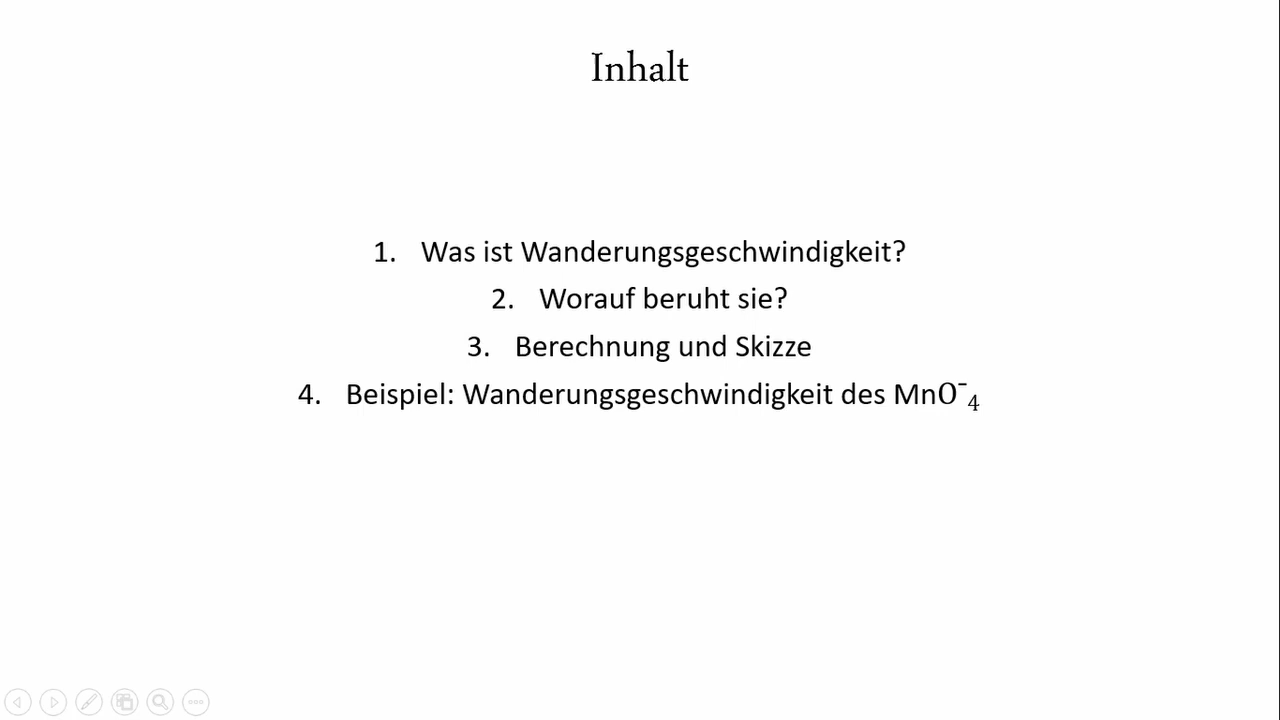 Inhalt
1. Was ist Wanderungsgeschwindigkeit?
2. Worauf beruht sie?
3. Berechnung und Skizze
4. Beispiel: Wanderungsgeschwindigkeit des MnO⁻₄